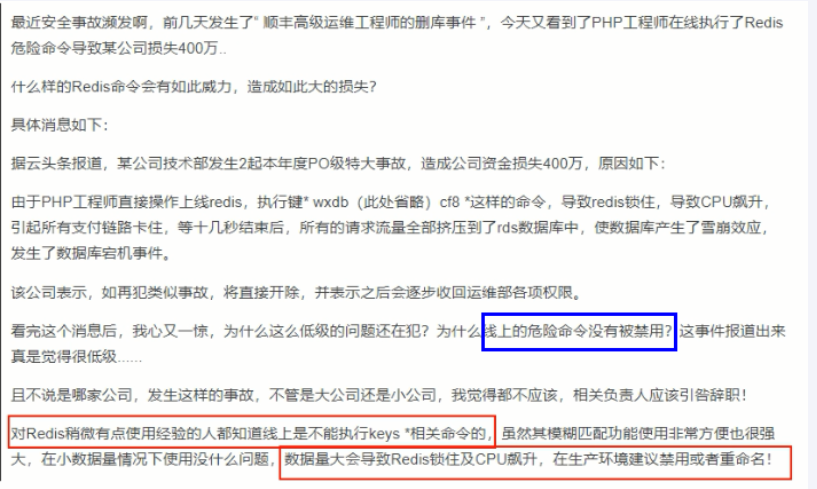 最近安全事故频发啊，前几天发生了“ 顺丰高级运维工程师的删库事件 ”，今天又看到了PHP工程师在线执行了Redis
危险命令导致某公司损失400万..
什么样的Redis命令会有如此威力，造成如此大的损失？
具体消息如下：
据云头条报道，某公司技术部发生2起本年度PO级特大事故，造成公司资金损失400万，原因如下：
由于PHP工程师直接操作上线redis，执行键* wxdb（此处省略）cf8 *这样的命令，导致redis锁住，导致CPU飙升，
引起所有支付链路卡住，等十几秒结束后，所有的请求流量全部挤压到了rds数据库中，使数据库产生了雪崩效应，
发生了数据库宕机事件。
该公司表示，如再犯类似事故，将直接开除，并表示之后会逐步收回运维部各项权限。
看完这个消息后，我心又一惊，为什么这么低级的问题还在犯？为什么线上的危险命令没有被禁用？这事件报道出来
真是觉得很低级......
且不说是哪家公司，发生这样的事故，不管是大公司还是小公司，我觉得都不应该，相关负责人应该引咎辞职！
对Redis稍微有点使用经验的人都知道线上是不能执行keys *相关命令的，虽然其模糊匹配功能使用非常方便也很强
大，在小数据量情况下使用没什么问题，数据量大会导致Redis锁住及CPU飙升，在生产环境建议禁用或者重命名！